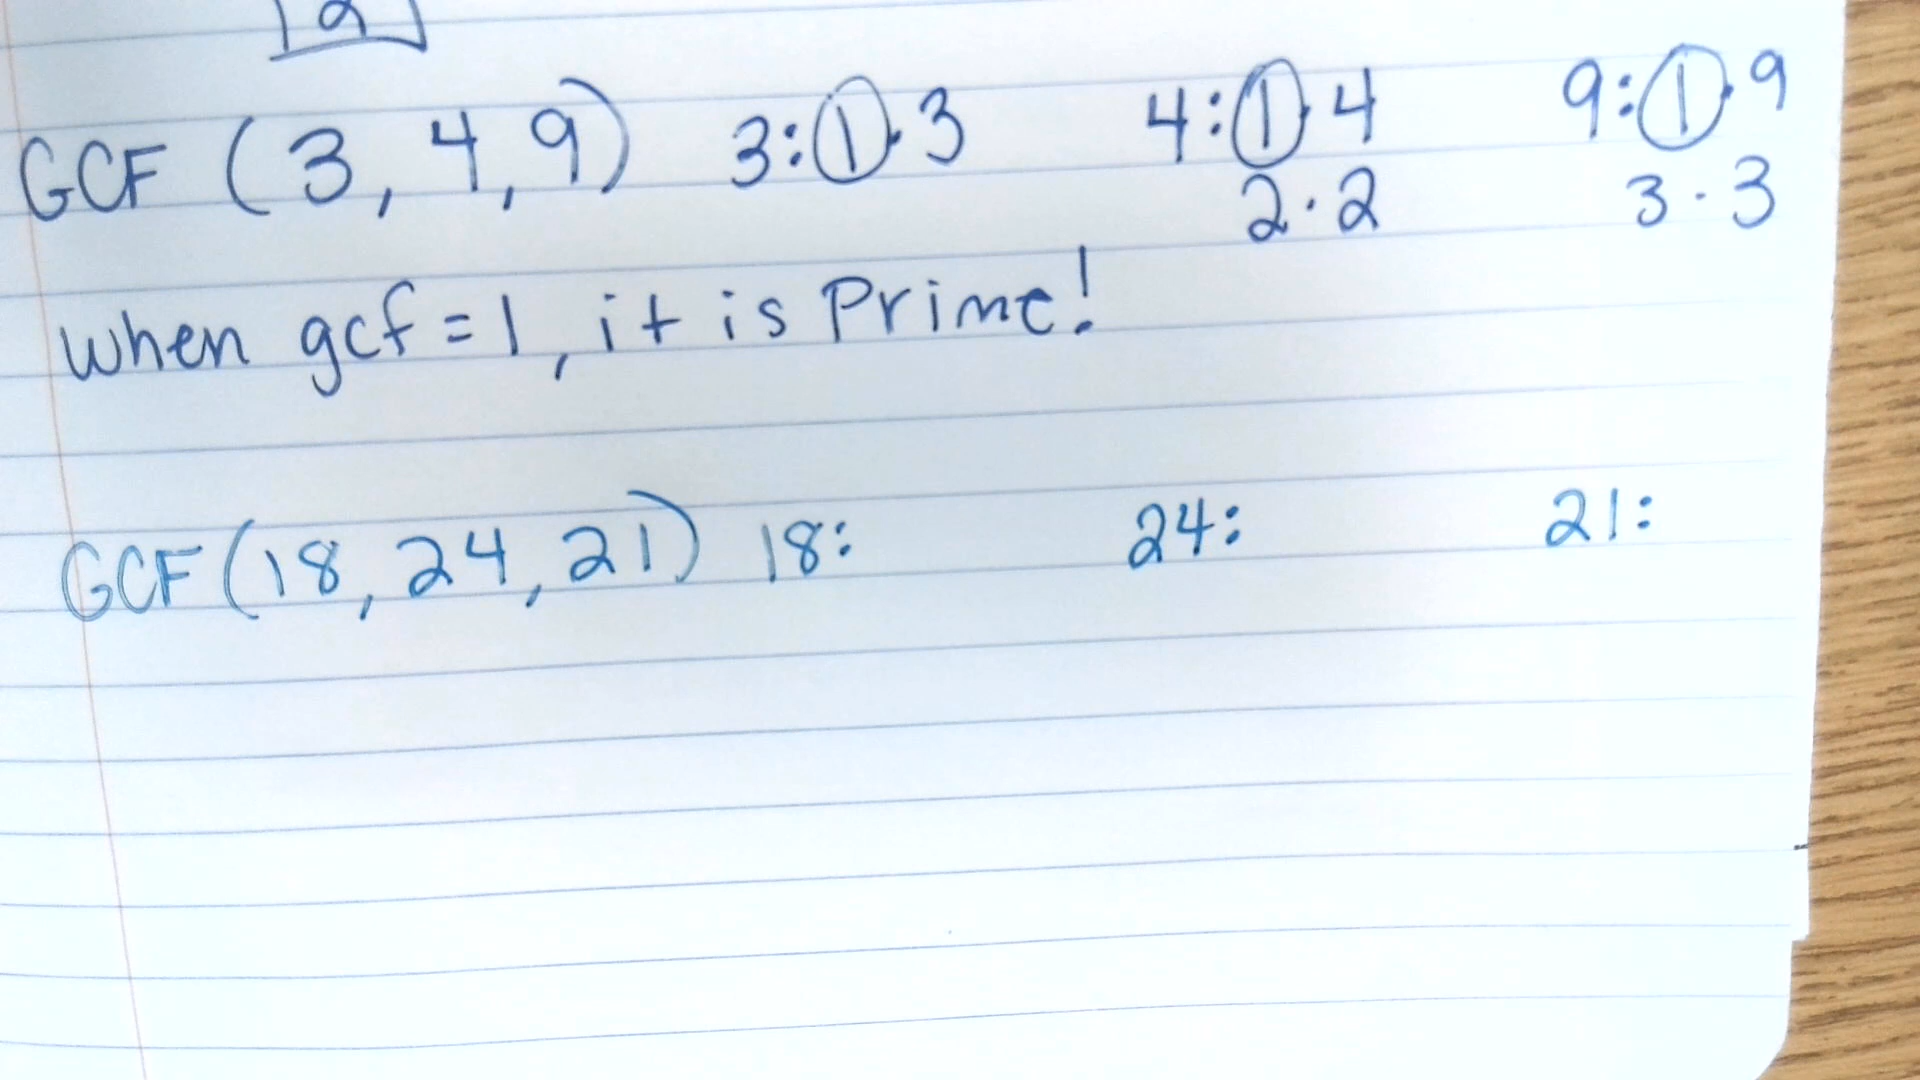 2
GCF (3, 4, 9) 3: 1 · 3 4: 1 · 4 9: 1 · 9
2 · 2 3 · 3
when gcf = 1, it is Prime!
GCF (18, 24, 21) 18: 24: 21: